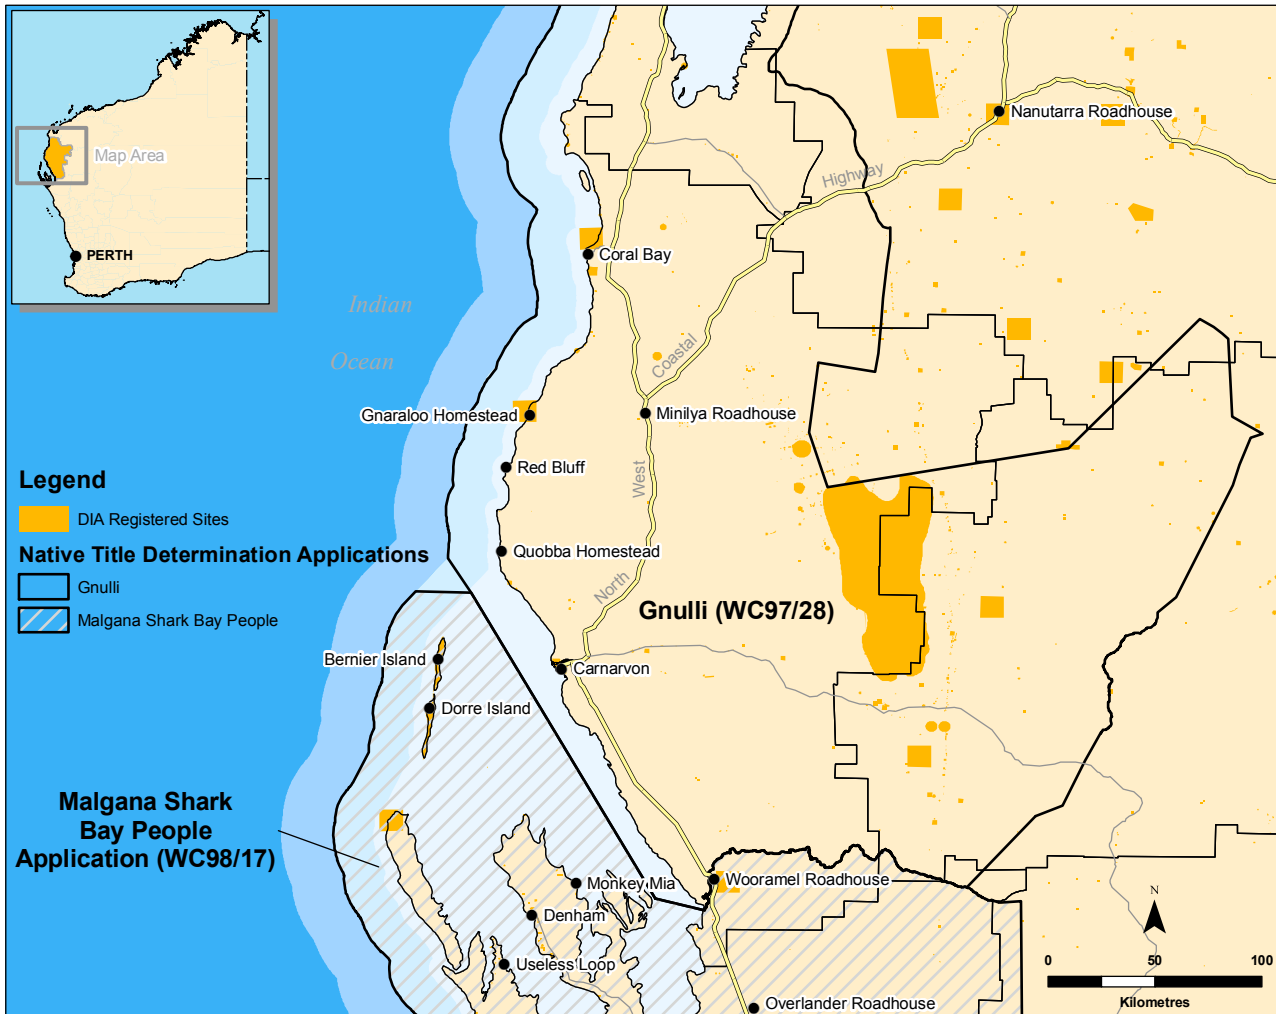 Map Area
PERTH
Nanutarra Roadhouse
Highway
Coral Bay
Indian
Ocean
Coastal
Gnaraloo Homestead
Minilya Roadhouse
Red Bluff
West
Legend
DIA Registered Sites
Native Title Determination Applications
Gnulli
Malgana Shark Bay People
Quobba Homestead
North
Gnulli (WC97/28)
Bernier Island
Carnarvon
Dorre Island
Malgana Shark
Bay People
Application (WC98/17)
Monkey Mia
Wooramel Roadhouse
Denham
Useless Loop
Overlander Roadhouse
N
0 50 100
Kilometres